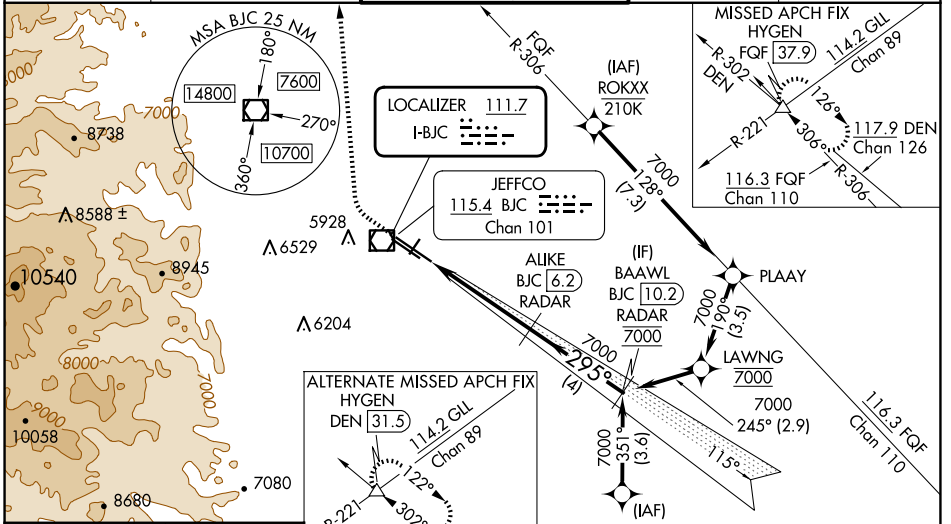 MSA BJC 25 NM
180°
14800
7600
270°
10700
360°
8000
7000
8738
8588 ±
10540
8945
6529
5928
6204
8000
7000
9000
10058
8680
7080
LOCALIZER 111.7
I-BJC
JEFFCO
115.4 BJC
Chan 101
FQF
R-306
(IAF)
ROKXX
210K
7000
128°
(7.3)
PLAAY
7000
190°
(3.5)
LAWNG
7000
7000
245° (2.9)
ALIKE
BJC 6.2
RADAR
(IF)
BAAWL
BJC 10.2
RADAR
7000
7000
295°
(4)
7000
351°
(3.6)
(IAF)
115°
116.3 FQF
Chan 110
MISSED APCH FIX
HYGEN
FQF 37.9
114.2 GLL
Chan 89
R-302
DEN
126°
R-221
306°
117.9 DEN
Chan 126
116.3 FQF
Chan 110
R-306
ALTERNATE MISSED APCH FIX
HYGEN
DEN 31.5
114.2 GLL
Chan 89
122°
R-221
302°